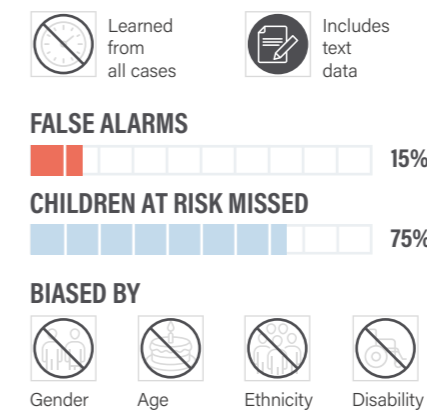 Learned
from
all cases
Includes
text
data
FALSE ALARMS
15%
CHILDREN AT RISK MISSED
75%
BIASED BY
Gender Age Ethnicity Disability